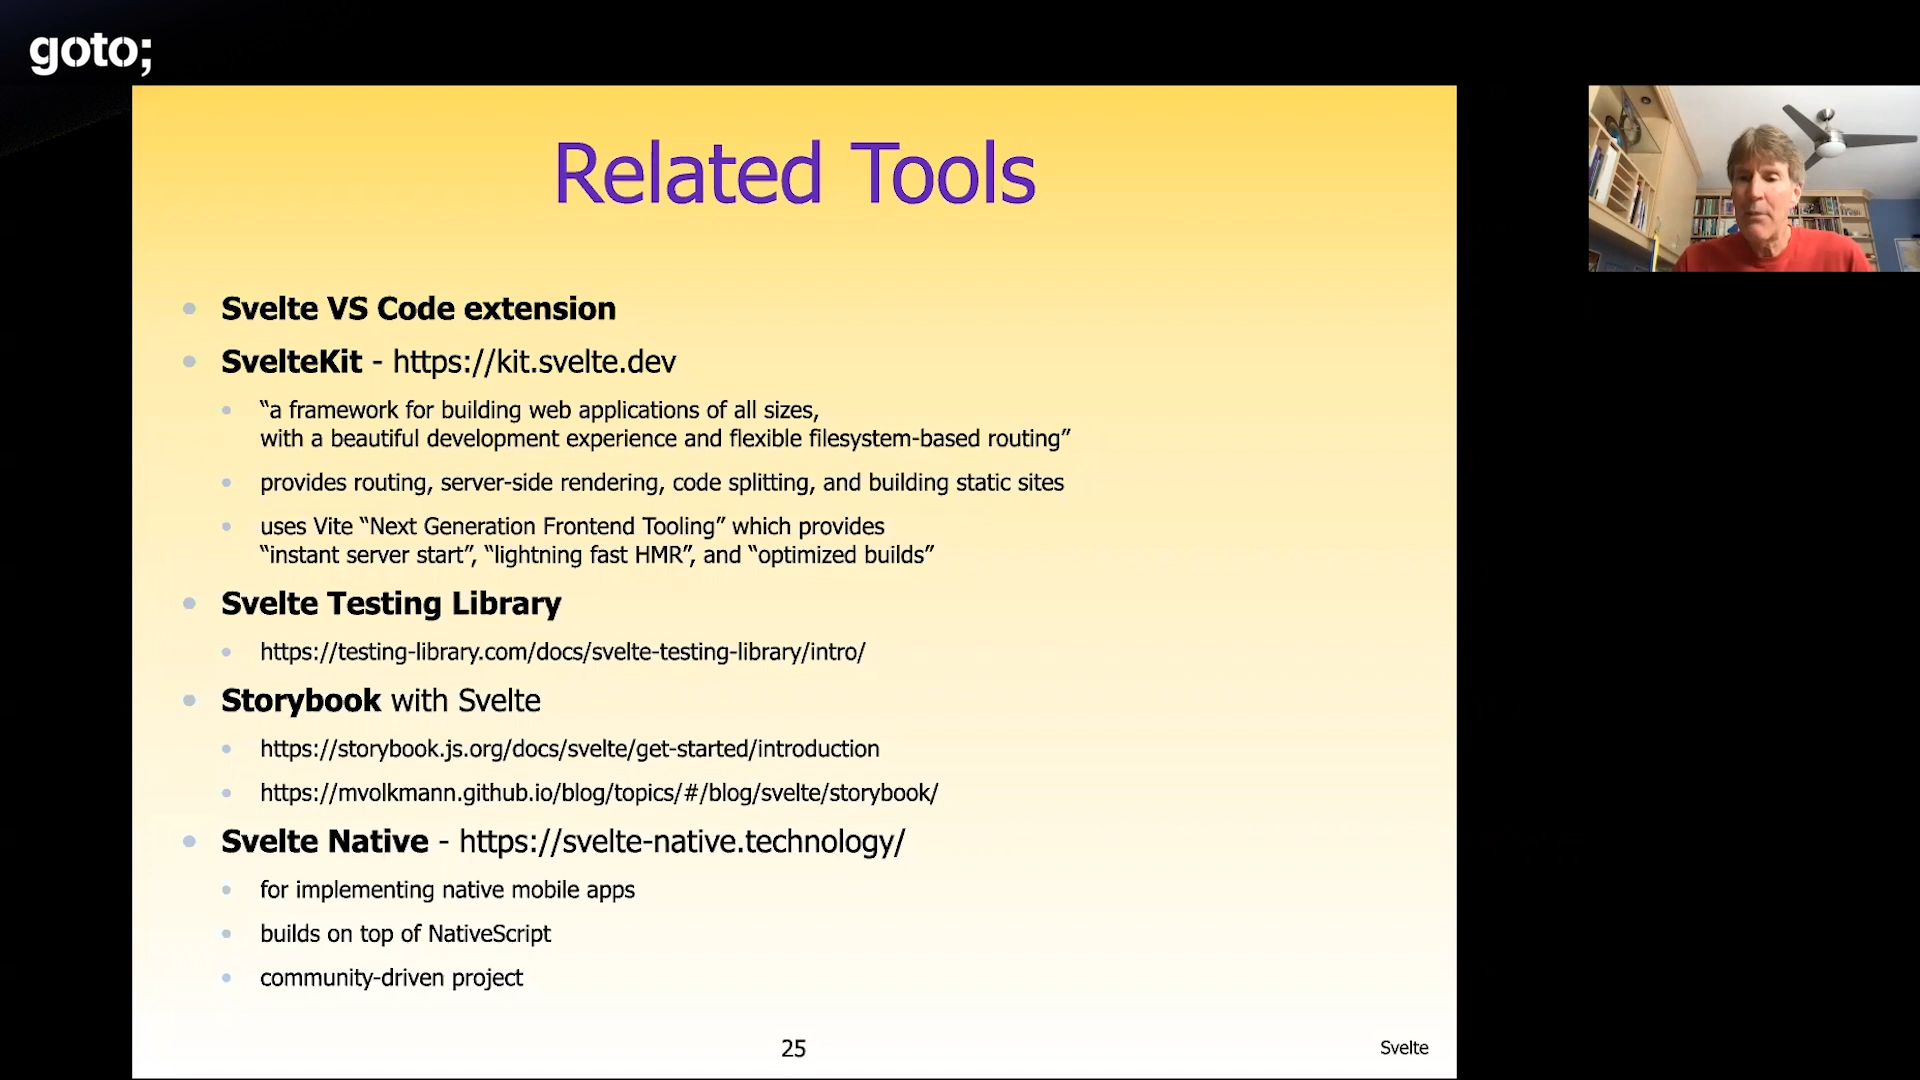 goto;
Related Tools
Svelte VS Code extension
SvelteKit - https://kit.svelte.dev
“a framework for building web applications of all sizes,
with a beautiful development experience and flexible filesystem-based routing”
provides routing, server-side rendering, code splitting, and building static sites
uses Vite “Next Generation Frontend Tooling” which provides
“instant server start”, “lightning fast HMR”, and “optimized builds”
Svelte Testing Library
https://testing-library.com/docs/svelte-testing-library/intro/
Storybook with Svelte
https://storybook.js.org/docs/svelte/get-started/introduction
https://mvolkmann.github.io/blog/topics/#/blog/svelte/storybook/
Svelte Native - https://svelte-native.technology/
for implementing native mobile apps
builds on top of NativeScript
community-driven project
25
Svelte